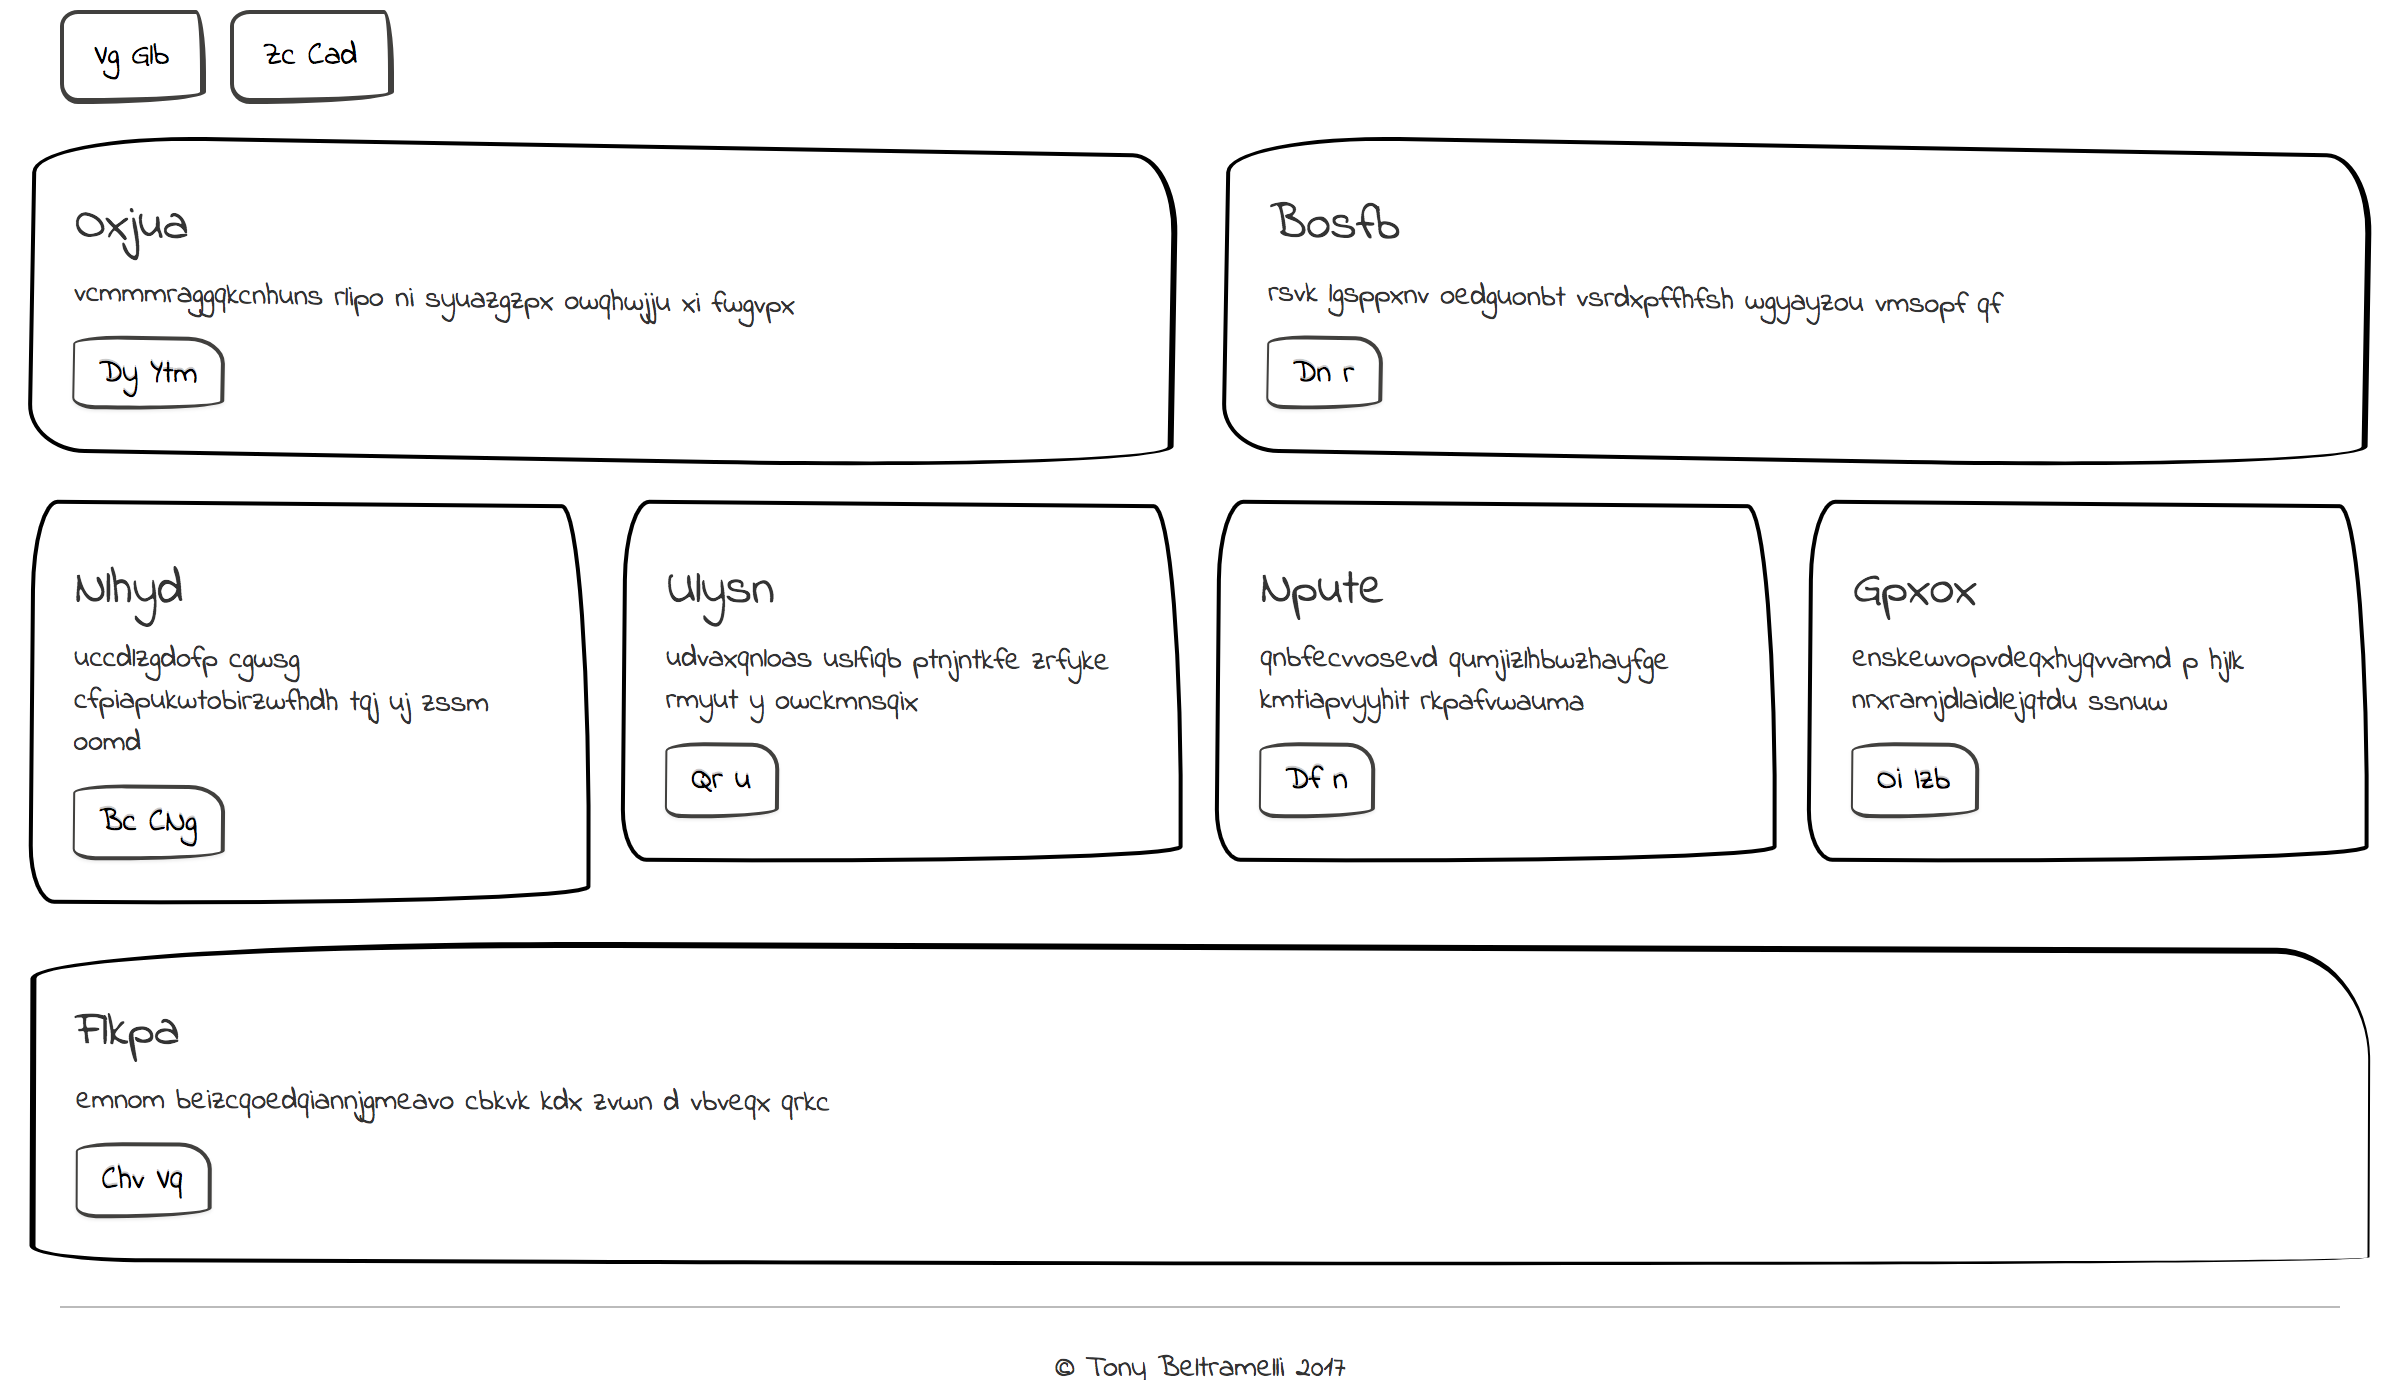 Vg Glb
Zc Cad
Oxjua
vcmmmraggqkcnhuns rlipo ni syuazgzpx owqhwjju xi fwgvpx
Dy Ytm
Bosfb
rsvk lgsppxnv oedguonbt vsrdxpffhfsh wgyayzou vmsopf qf
Dn r
Nlhyd
uccdlzgdofp cgwsg
cfpiapukwtobirzwfhdh tqj uj zssm
oomd
Bc CNg
Ulysn
udvaxqnloas uslfiqb ptnjntkfe zrfyke
rmyut y owckmnsqix
Qr u
Npute
qnbfecvvosevd qumjizlhbwzhayfge
kmtiapvyyhit rkpafvwauma
Df n
Gpxox
enskewvopvdeqxhyqvvamd p hjlk
nrxramjdlaidlejqtdu ssnuw
Oi lzb
Flkpa
emnom beizcqoedqiannjgmeavo cbkvk kdx zvwn d vbveqx qrkc
Chv Vq
© Tony Beltramelli 2017